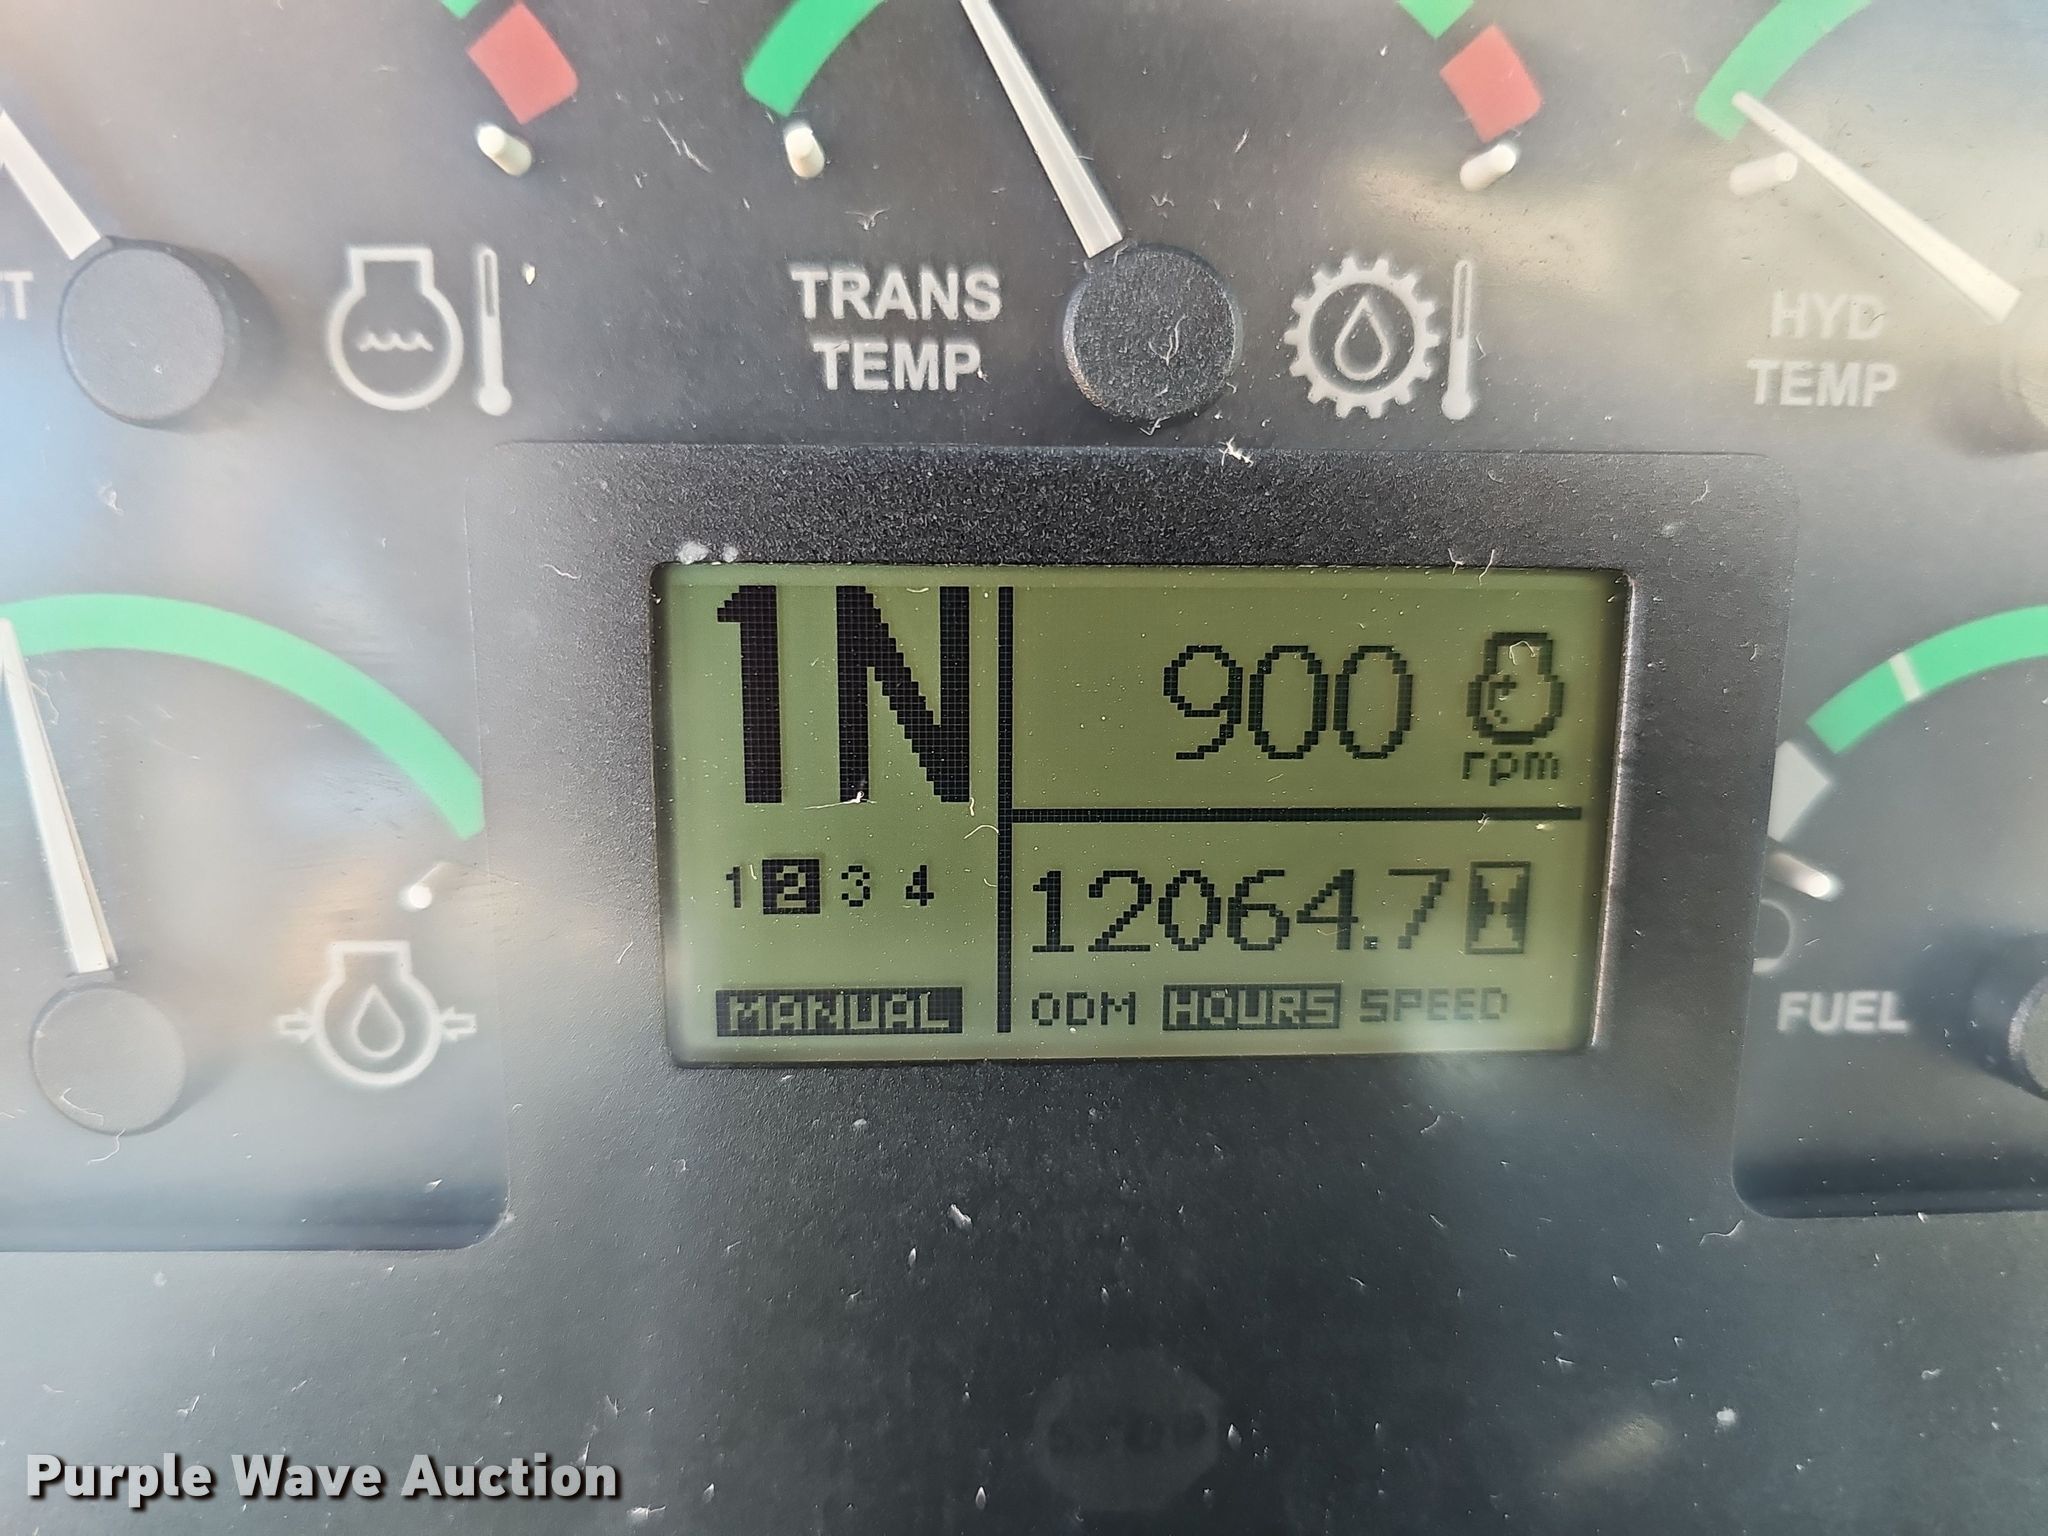 TRANS
TEMP
HYD
TEMP
1N
900
rpm
1 2 3 4
12064.7
MANUAL
ODM HOURS SPEED
FUEL
Purple Wave Auction